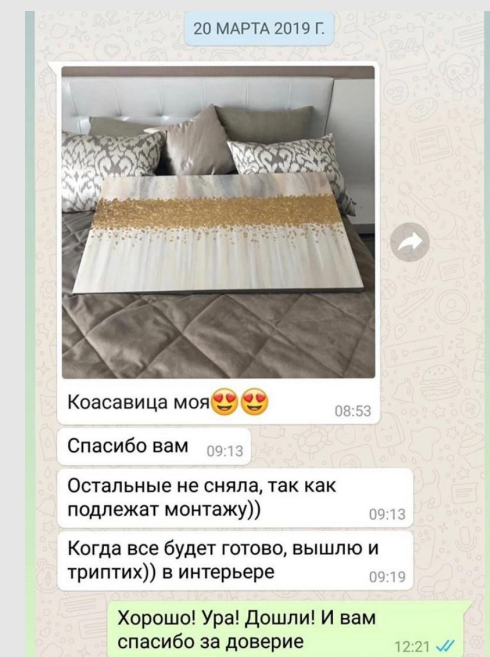 20 МАРТА 2019 Г.
Коасавица моя😍😍
08:53
Спасибо вам 09:13
Остальные не сняла, так как
подлежат монтажу))
09:13
Когда все будет готово, вышлю и
триптих)) в интерьере
09:19
Хорошо! Ура! Дошли! И вам
спасибо за доверие
12:21